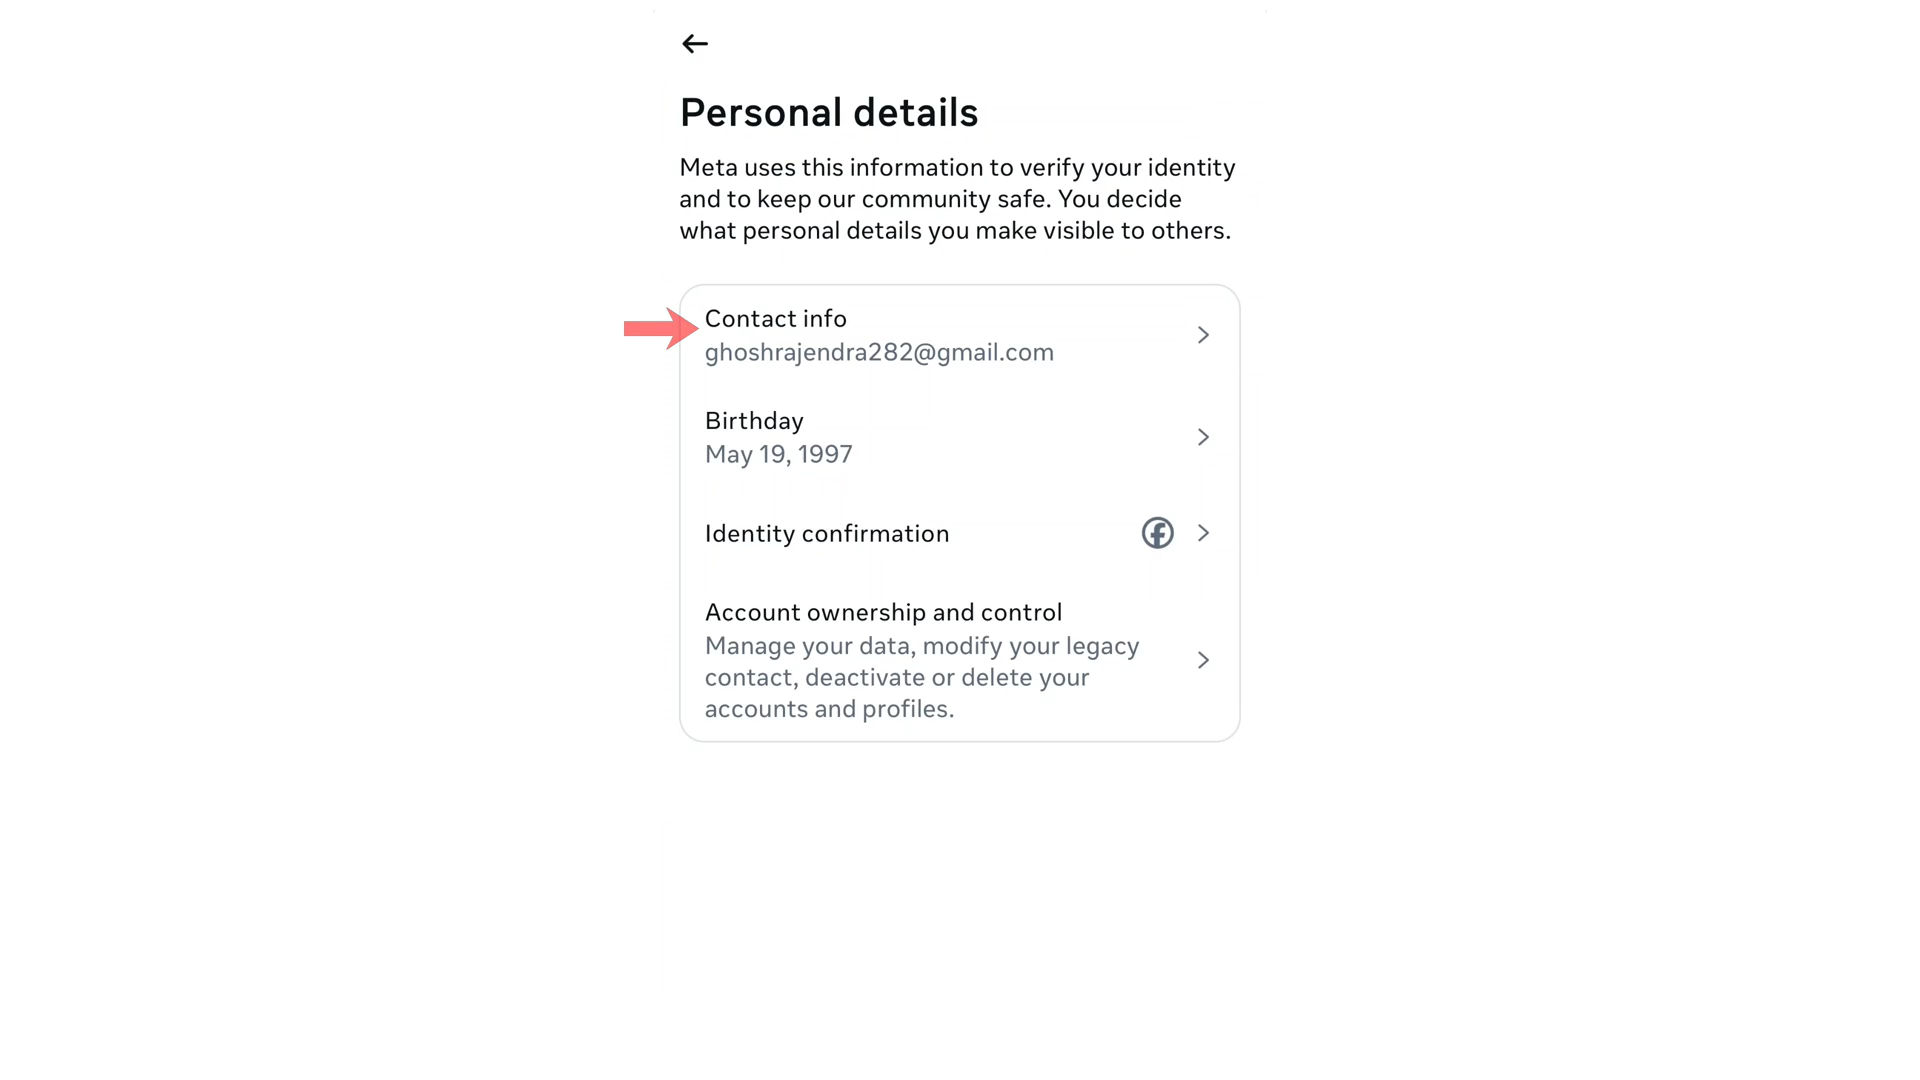 Personal details
Meta uses this information to verify your identity
and to keep our community safe. You decide
what personal details you make visible to others.
Contact info
ghoshrajendra282@gmail.com
Birthday
May 19, 1997
Identity confirmation
Account ownership and control
Manage your data, modify your legacy
contact, deactivate or delete your
accounts and profiles.